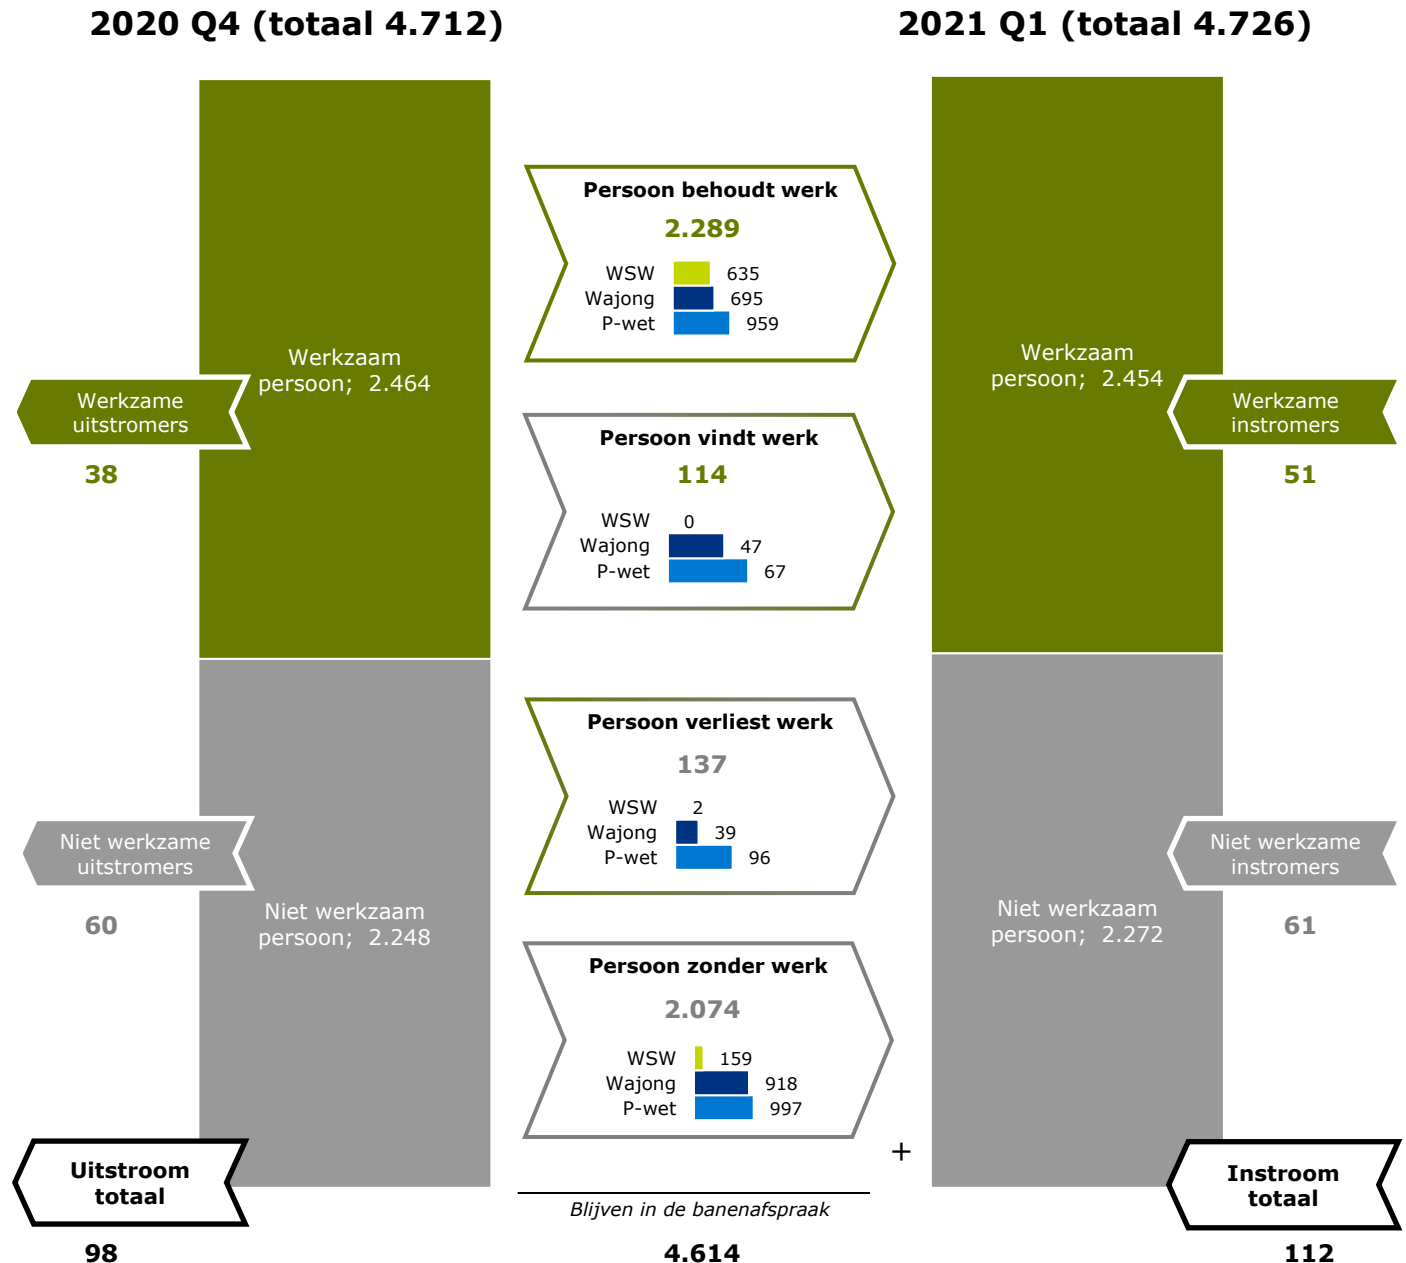 2020 Q4 (totaal 4.712)
2021 Q1 (totaal 4.726)
Werkzaam
persoon;  2.464
Werkzame
uitstromers
38
Niet werkzaam
persoon;  2.248
Niet werkzame
uitstromers
60
Uitstroom
totaal
98
Persoon behoudt werk
2.289
WSW 635
Wajong 695
P-wet 959
Persoon vindt werk
114
WSW 0
Wajong 47
P-wet 67
Persoon verliest werk
137
WSW 2
Wajong 39
P-wet 96
Persoon zonder werk
2.074
WSW 159
Wajong 918
P-wet 997
+
Blijven in de banenafspraak
4.614
Werkzaam
persoon;  2.454
Werkzame
instromers
51
Niet werkzaam
persoon;  2.272
Niet werkzame
instromers
61
Instroom
totaal
112